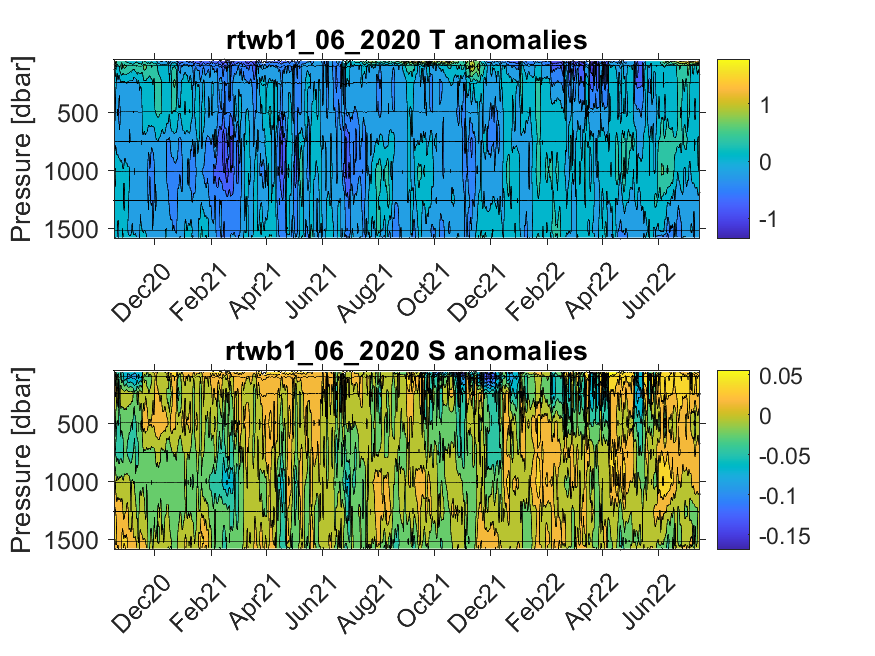 rtwb1_06_2020 T anomalies
Pressure [dbar]
500
1000
1500
Dec20
Feb21
Apr21
Jun21
Aug21
Oct21
Dec21
Feb22
Apr22
Jun22
1
0
-1
rtwb1_06_2020 S anomalies
Pressure [dbar]
500
1000
1500
Dec20
Feb21
Apr21
Jun21
Aug21
Oct21
Dec21
Feb22
Apr22
Jun22
0.05
0
-0.05
-0.1
-0.15